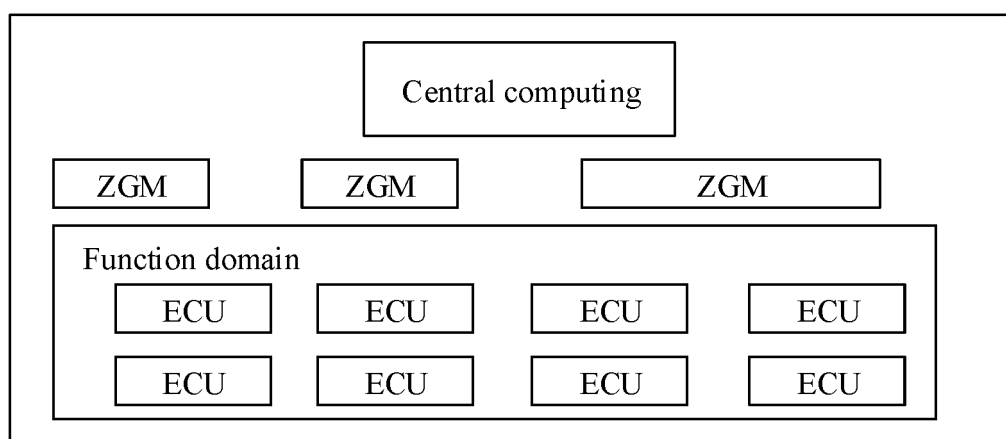 Central computing
ZGM ZGM ZGM
Function domain
ECU ECU ECU ECU
ECU ECU ECU ECU